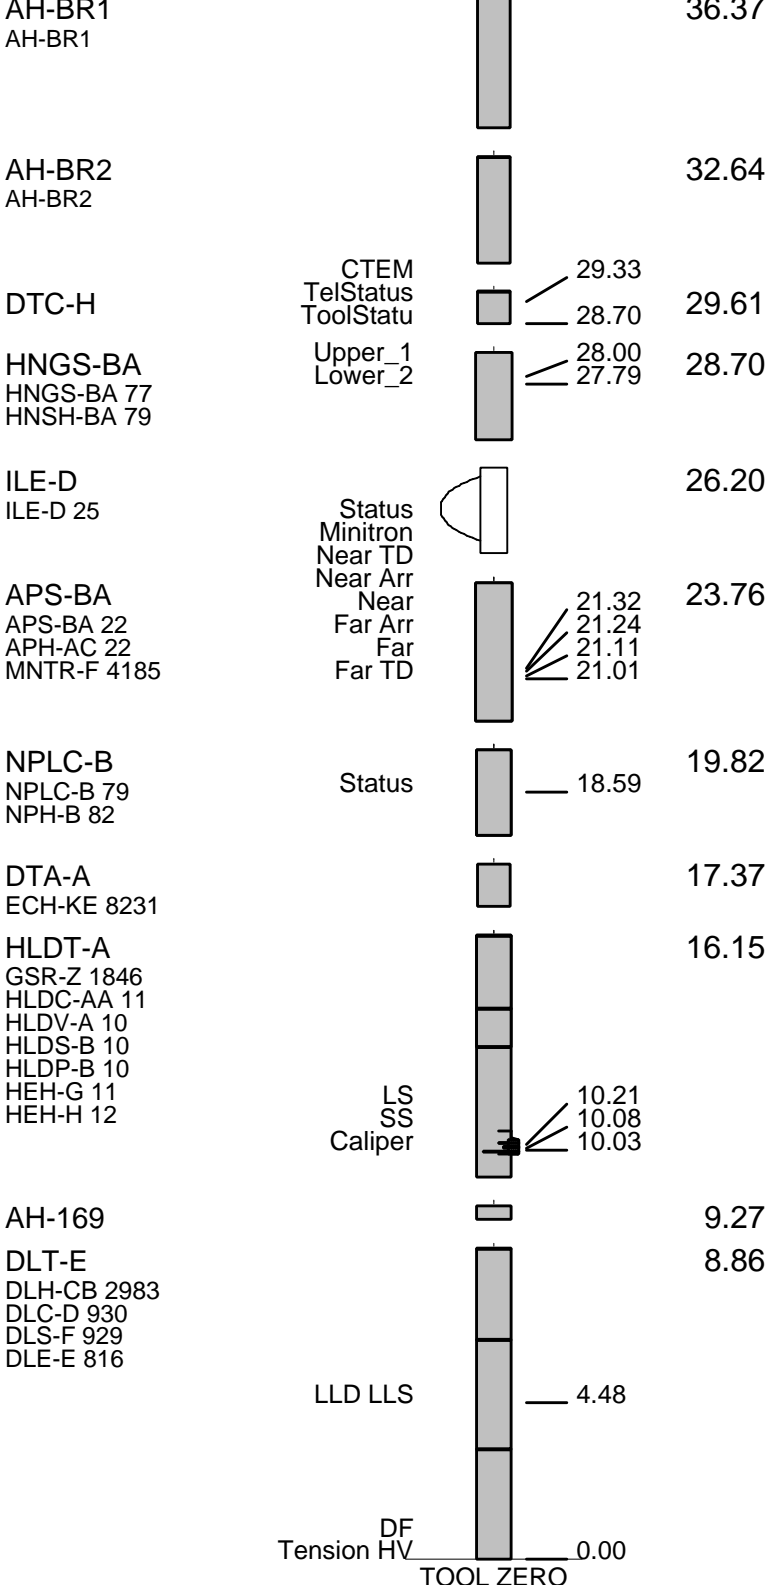 AH-BR1 36.37
AH-BR1
AH-BR2 32.64
AH-BR2
CTEM 29.33
TelStatus
DTC-H ToolStatu 28.70 29.61
Upper_1 28.00
HNGS-BA Lower_2 27.79 28.70
HNGS-BA 77
HNSH-BA 79
ILE-D 26.20
ILE-D 25 Status
Minitron
Near TD
Near Arr
APS-BA Near 21.32 23.76
APS-BA 22 Far Arr 21.24
APH-AC 22 Far 21.11
MNTR-F 4185 Far TD 21.01
NPLC-B 19.82
NPLC-B 79 Status 18.59
NPH-B 82
DTA-A 17.37
ECH-KE 8231
HLDT-A 16.15
GSR-Z 1846
HLDC-AA 11
HLDV-A 10
HLDS-B 10
HLDP-B 10
HEH-G 11 LS 10.21
HEH-H 12 SS 10.08
Caliper 10.03
AH-169 9.27
DLT-E 8.86
DLH-CB 2983
DLC-D 930
DLS-F 929
DLE-E 816
LLD LLS 4.48
DF
Tension HV 0.00
TOOL ZERO